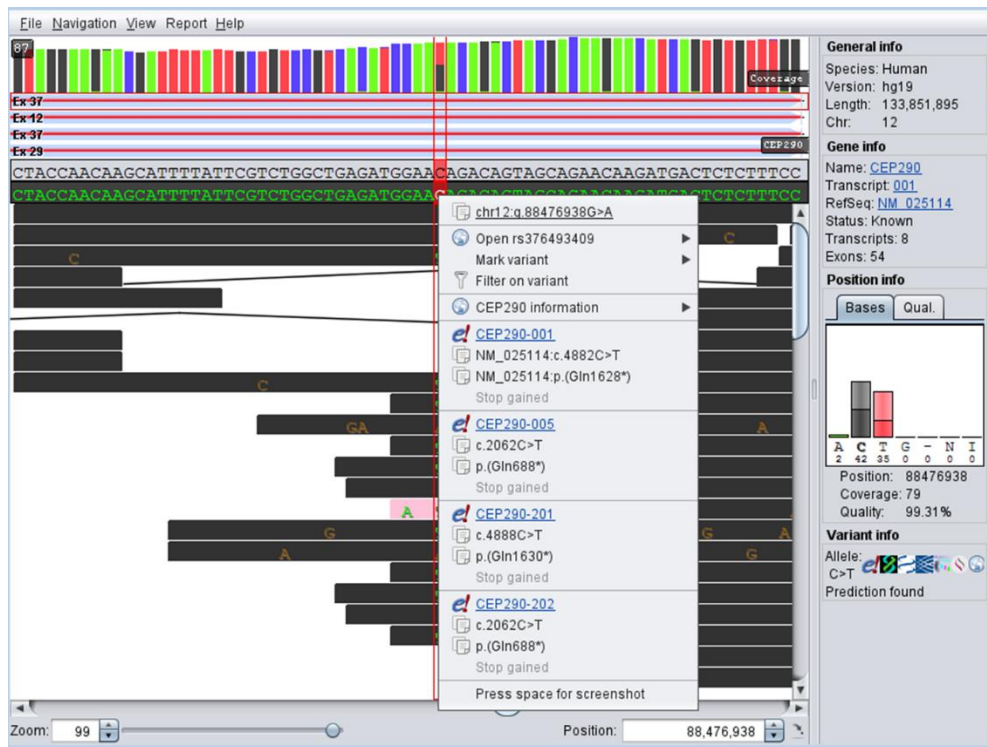 File Navigation View Report Help
87
Coverage
Ex 37
Ex 12
Ex 37
Ex 29
CEP290
CTACCAACAAGCATTTTTATTCGTCTGGCTGAGATGGAACAGACAGTAGCAGAACAAGATGACTCTCTTTCC
chr12:g.88476938G>A
Open rs376493409
Mark variant
Filter on variant
CEP290 information
CEP290-001
NM_025114:c.4882C>T
NM_025114:p.(Gln1628*)
Stop gained
CEP290-005
c.2062C>T
p.(Gln688*)
Stop gained
CEP290-201
c.4888C>T
p.(Gln1630*)
Stop gained
CEP290-202
c.2062C>T
p.(Gln688*)
Stop gained
Press space for screenshot
C
C
C
GA
A
A
G
G
A
A
G
Zoom: 99
Position: 88,476,938
General info
Species: Human
Version: hg19
Length: 133,851,895
Chr: 12
Gene info
Name: CEP290
Transcript: 001
RefSeq: NM_025114
Status: Known
Transcripts: 8
Exons: 54
Position info
Bases Qual.
A C T G - N I
2 42 35 0 0 0 0
Position: 88476938
Coverage: 79
Quality: 99.31%
Variant info
Allele:
C>T
Prediction found